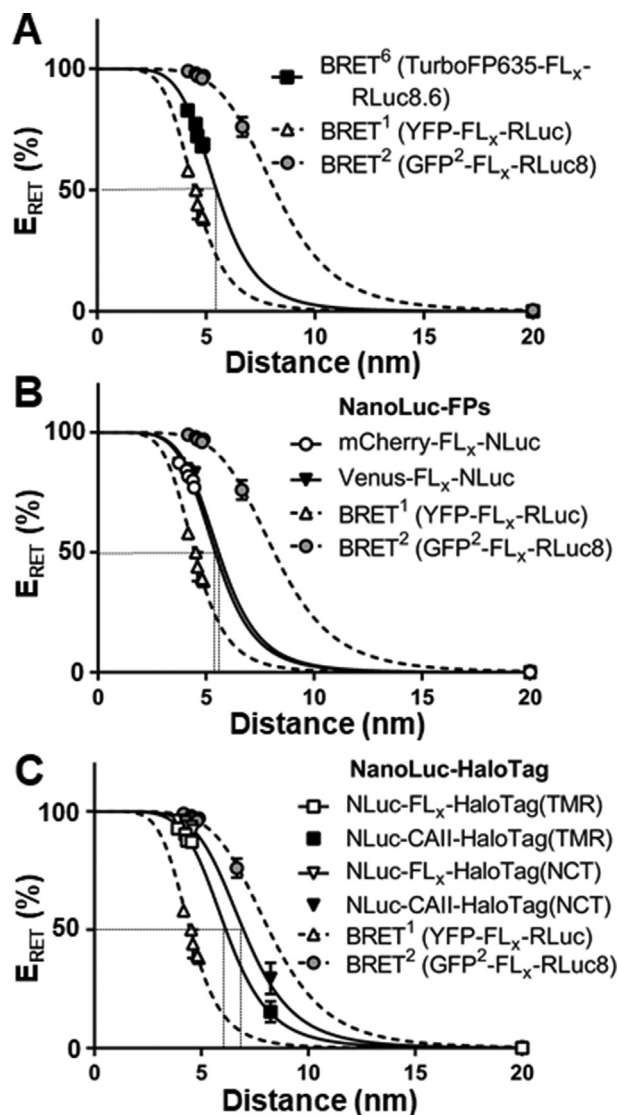 A
100
50
0
E_RET (%)
0 5 10 15 20
Distance (nm)
BRET⁶ (TurboFP635-FLₓ-
RLuc8.6)
BRET¹ (YFP-FLₓ-RLuc)
BRET² (GFP²-FLₓ-RLuc8)
B
100
50
0
E_RET (%)
0 5 10 15 20
Distance (nm)
NanoLuc-FPs
mCherry-FLₓ-NLuc
Venus-FLₓ-NLuc
BRET¹ (YFP-FLₓ-RLuc)
BRET² (GFP²-FLₓ-RLuc8)
C
100
50
0
E_RET (%)
0 5 10 15 20
Distance (nm)
NanoLuc-HaloTag
NLuc-FLₓ-HaloTag(TMR)
NLuc-CAII-HaloTag(TMR)
NLuc-FLₓ-HaloTag(NCT)
NLuc-CAII-HaloTag(NCT)
BRET¹ (YFP-FLₓ-RLuc)
BRET² (GFP²-FLₓ-RLuc8)